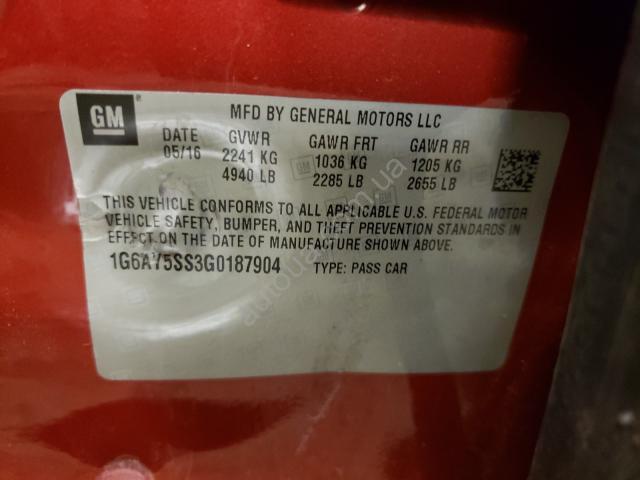 GM MFD BY GENERAL MOTORS LLC
DATE GVWR GAWR FRT GAWR RR
05/16 2241 KG 1036 KG 1205 KG
4940 LB 2285 LB 2655 LB
THIS VEHICLE CONFORMS TO ALL APPLICABLE U.S. FEDERAL MOTOR
VEHICLE SAFETY, BUMPER, AND THEFT PREVENTION STANDARDS
IN EFFECT ON THE DATE OF MANUFACTURE SHOWN ABOVE.
1G6AY5SS3G0187904 TYPE: PASS CAR